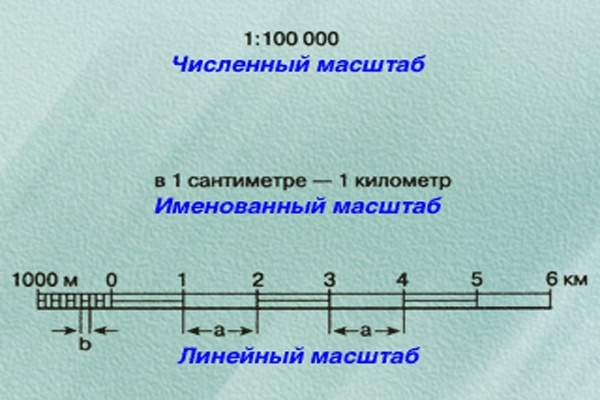 1:100 000
Численный масштаб
в 1 сантиметре — 1 километр
Именованный масштаб
1000 м 0 1 2 3 4 5 6 км
a a
b
Линейный масштаб